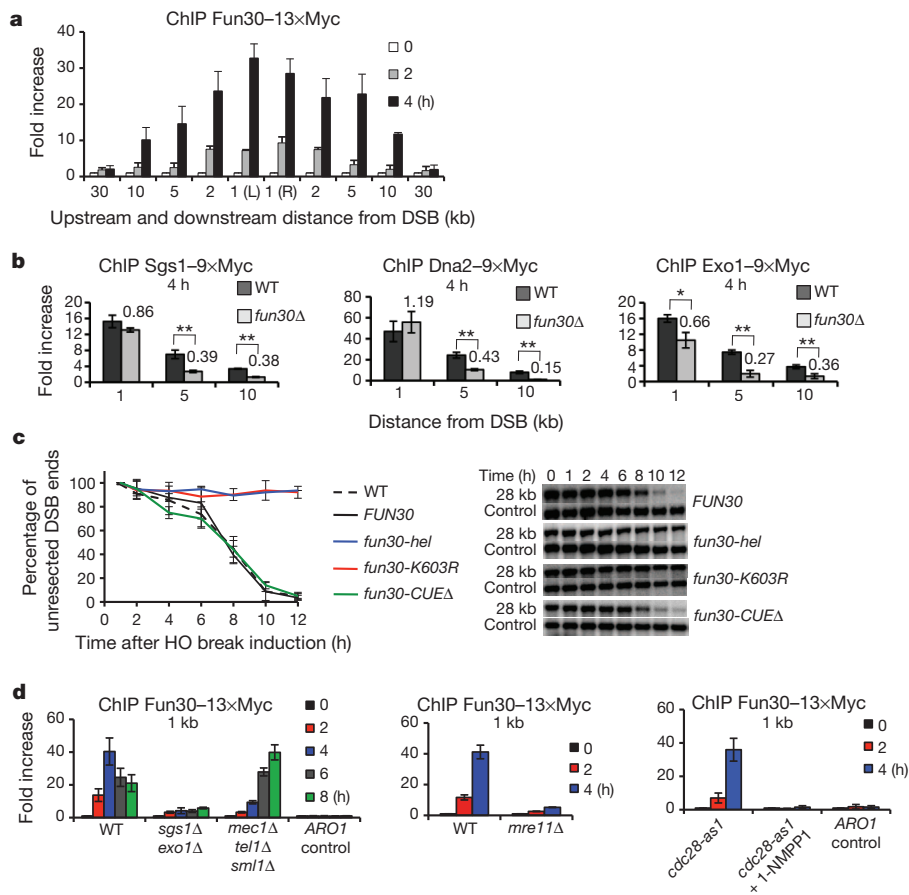 a
ChIP Fun30–13×Myc
Fold increase
40
30
20
10
0
0
2
4 (h)
30 10 5 2 1 (L) 1 (R) 2 5 10 30
Upstream and downstream distance from DSB (kb)
b
ChIP Sgs1–9×Myc
4 h
WT
fun30Δ
Fold increase
20
16
12
8
4
0
0.86
**
0.39
**
0.38
1 5 10
ChIP Dna2–9×Myc
4 h
WT
fun30Δ
80
60
40
20
0
1.19
**
0.43
**
0.15
1 5 10
ChIP Exo1–9×Myc
4 h
WT
fun30Δ
20
16
12
8
4
0
*
0.66
**
0.27
**
0.36
1 5 10
Distance from DSB (kb)
c
Percentage of
unresected DSB ends
100
80
60
40
20
0
0 2 4 6 8 10 12
Time after HO break induction (h)
WT
FUN30
fun30-hel
fun30-K603R
fun30-CUEΔ
Time (h) 0 1 2 4 6 8 10 12
28 kb
Control
FUN30
28 kb
Control
fun30-hel
28 kb
Control
fun30-K603R
28 kb
Control
fun30-CUEΔ
d
ChIP Fun30–13×Myc
1 kb
Fold increase
60
40
20
0
0
2
4
6
8 (h)
WT
sgs1Δ
exo1Δ
mec1Δ
tel1Δ
sml1Δ
ARO1
control
ChIP Fun30–13×Myc
1 kb
60
40
20
0
0
2
4 (h)
WT
mre11Δ
ChIP Fun30–13×Myc
1 kb
60
40
20
0
0
2
4 (h)
cdc28-as1
cdc28-as1
+ 1-NMPP1
ARO1
control